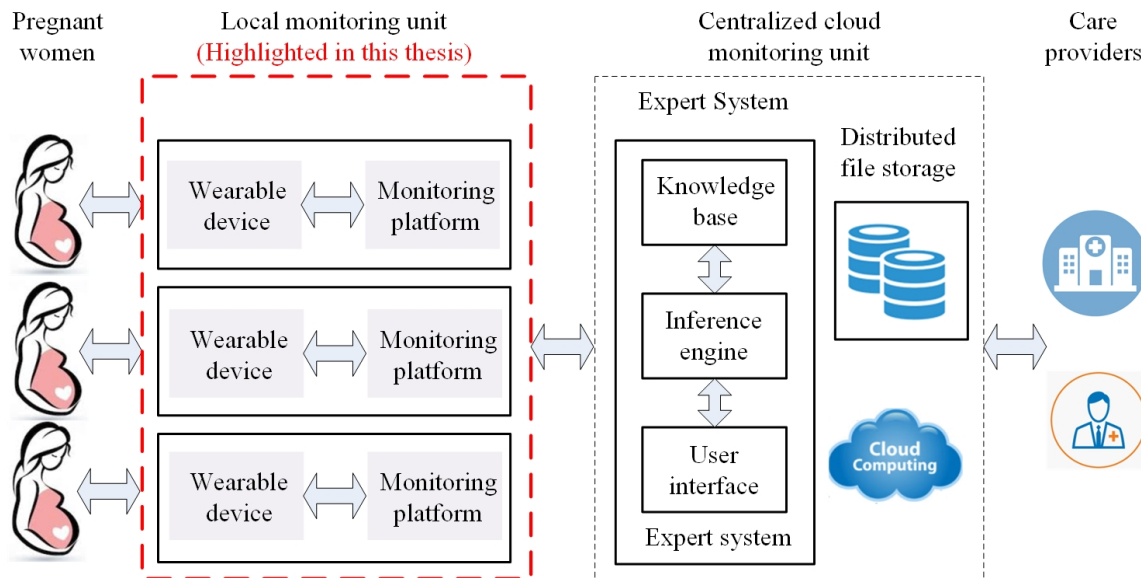 Pregnant
women
Local monitoring unit
(Highlighted in this thesis)
Centralized cloud
monitoring unit
Care
providers
Wearable
device
Monitoring
platform
Wearable
device
Monitoring
platform
Wearable
device
Monitoring
platform
Expert System
Knowledge
base
Inference
engine
User
interface
Expert system
Distributed
file storage
Cloud
Computing